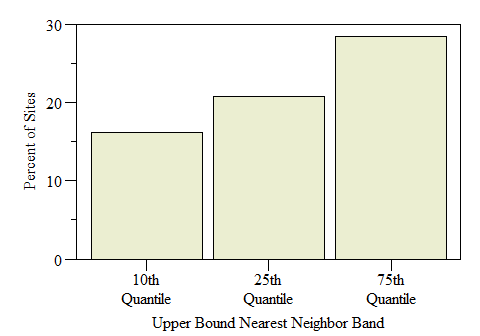 30
20
10
0
Percent of Sites
10th
Quantile
25th
Quantile
75th
Quantile
Upper Bound Nearest Neighbor Band